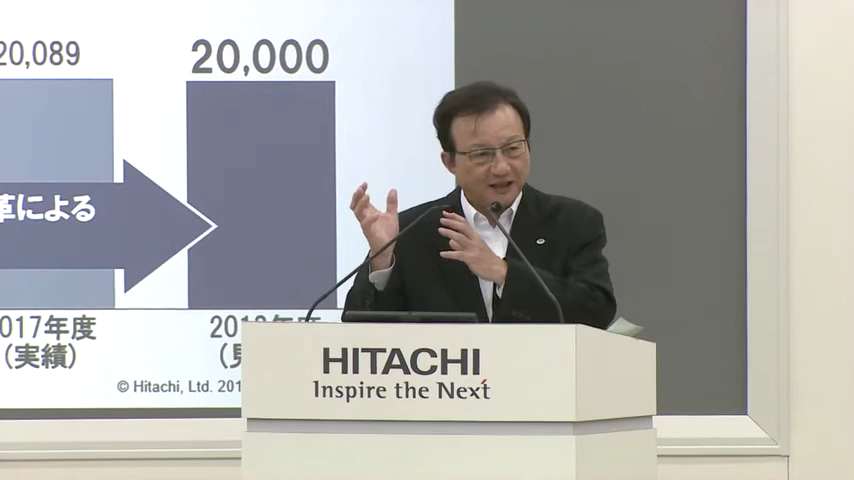 20,089
20,000
革による
2017年度
(実績)
© Hitachi, Ltd. 201
HITACHI
Inspire the Next